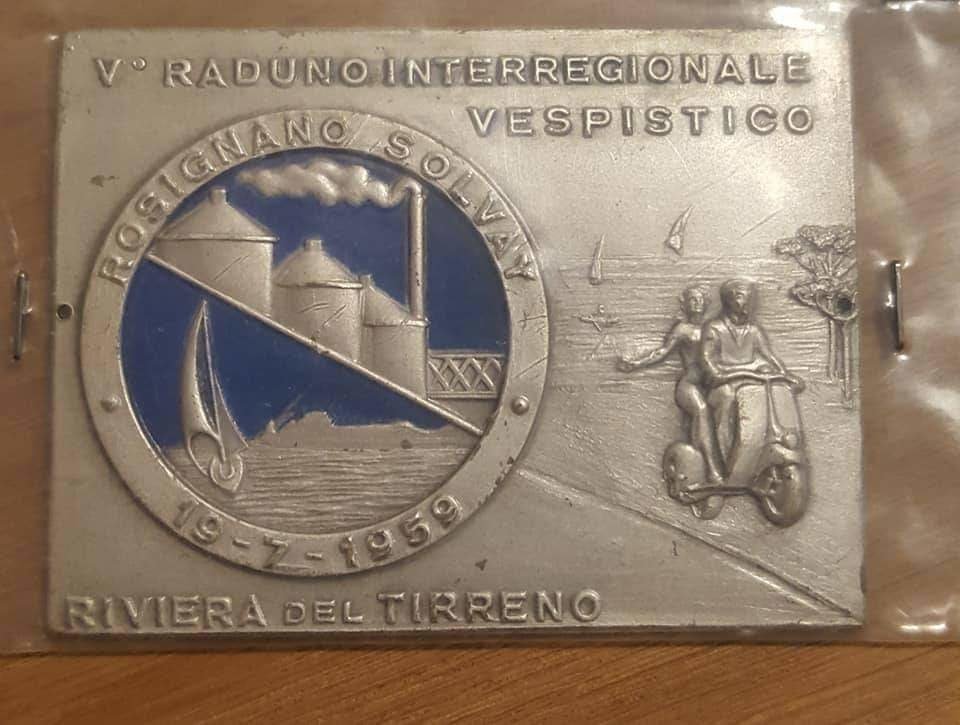 V° RADUNO INTERREGIONALE
VESPISTICO
ROSIGNANO SOLVAY
19-7-1959
RIVIERA DEL TIRRENO